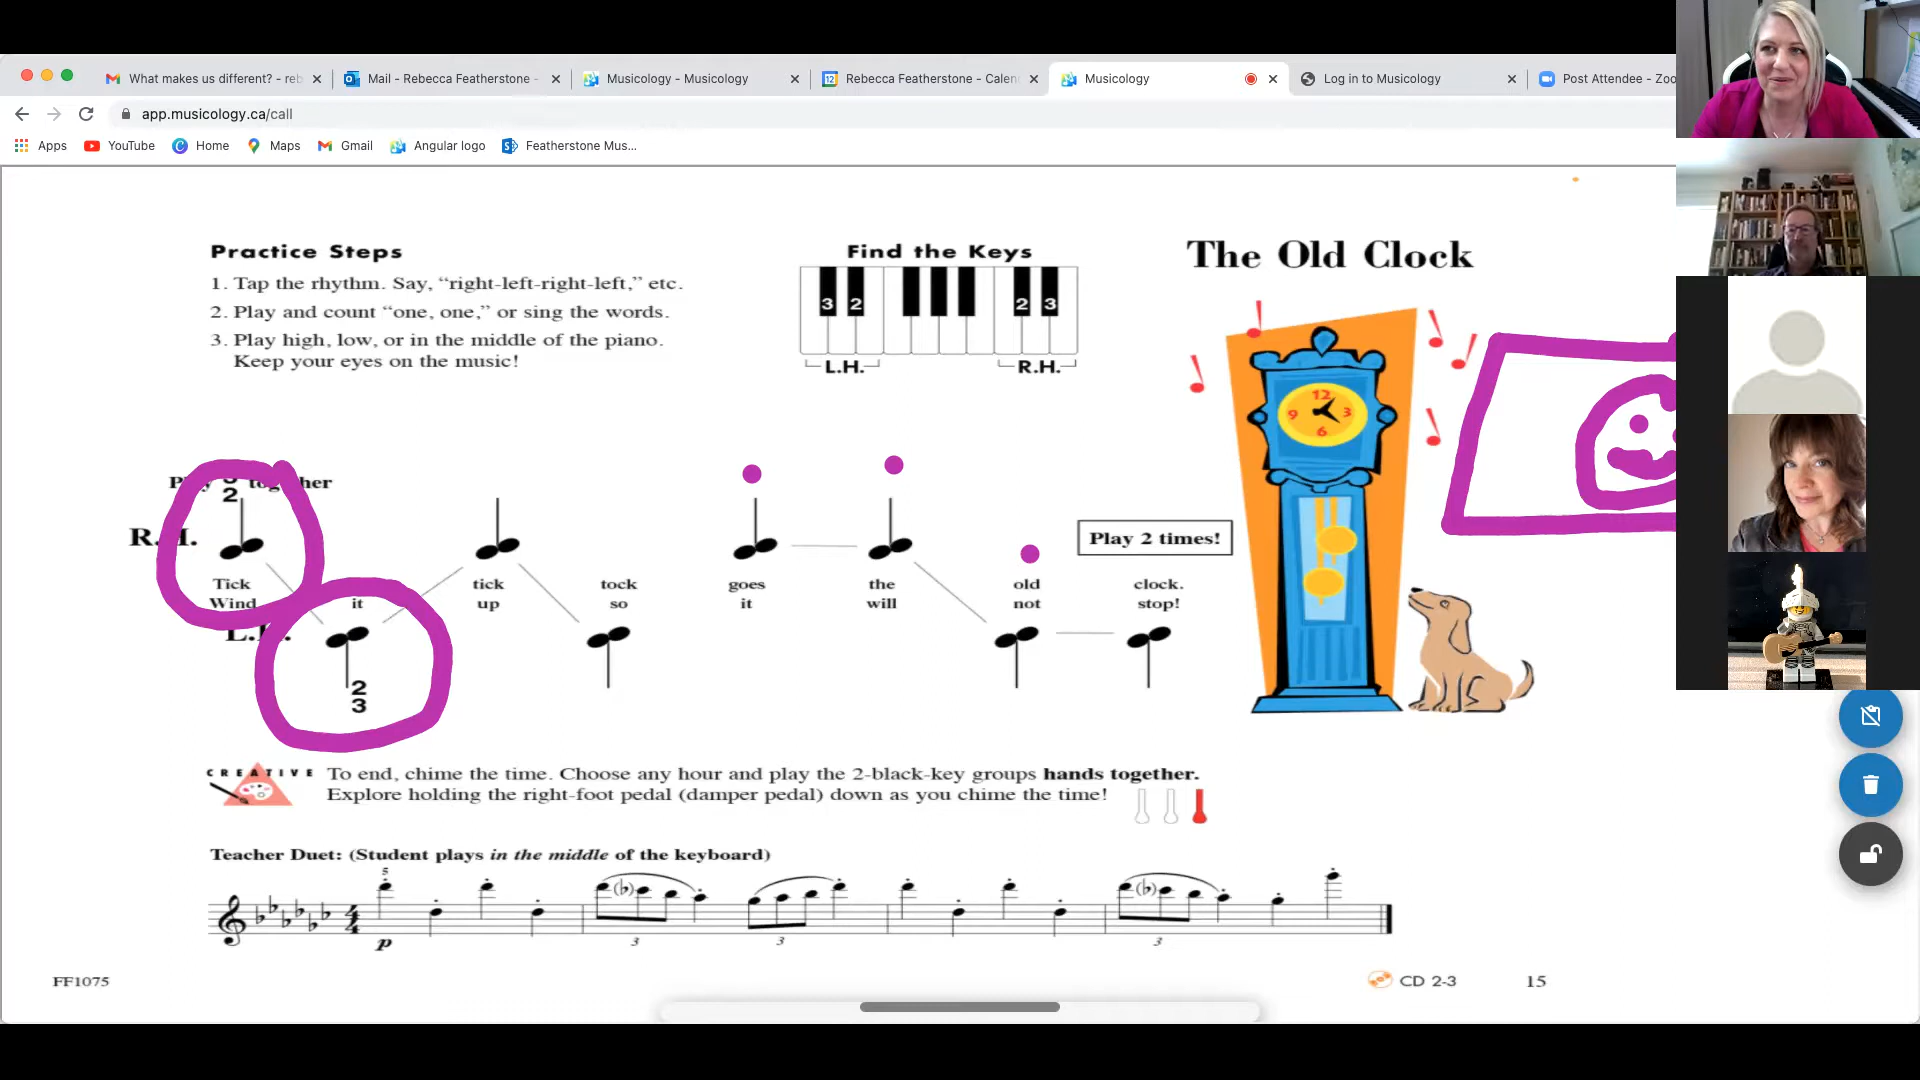 What makes us different? - reb
Mail - Rebecca Featherstone -
Musicology - Musicology
Rebecca Featherstone - Calen
Musicology
Log in to Musicology
Post Attendee - Zoo
app.musicology.ca/call
Apps
YouTube
Home
Maps
Gmail
Angular logo
Featherstone Mus...
Practice Steps
1. Tap the rhythm. Say, “right-left-right-left,” etc.
2. Play and count “one, one,” or sing the words.
3. Play high, low, or in the middle of the piano.
Keep your eyes on the music!
Find the Keys
3 2 2 3
L.H. R.H.
The Old Clock
12
9 3
6
together
2
Tick tick tock goes the old clock.
Wind it up so it will not stop!
Play 2 times!
2
3
CREATIVE
To end, chime the time. Choose any hour and play the 2-black-key groups hands together.
Explore holding the right-foot pedal (damper pedal) down as you chime the time!
Teacher Duet: (Student plays in the middle of the keyboard)
5
4
4
p
3 3 3
FF1075
CD 2-3
15